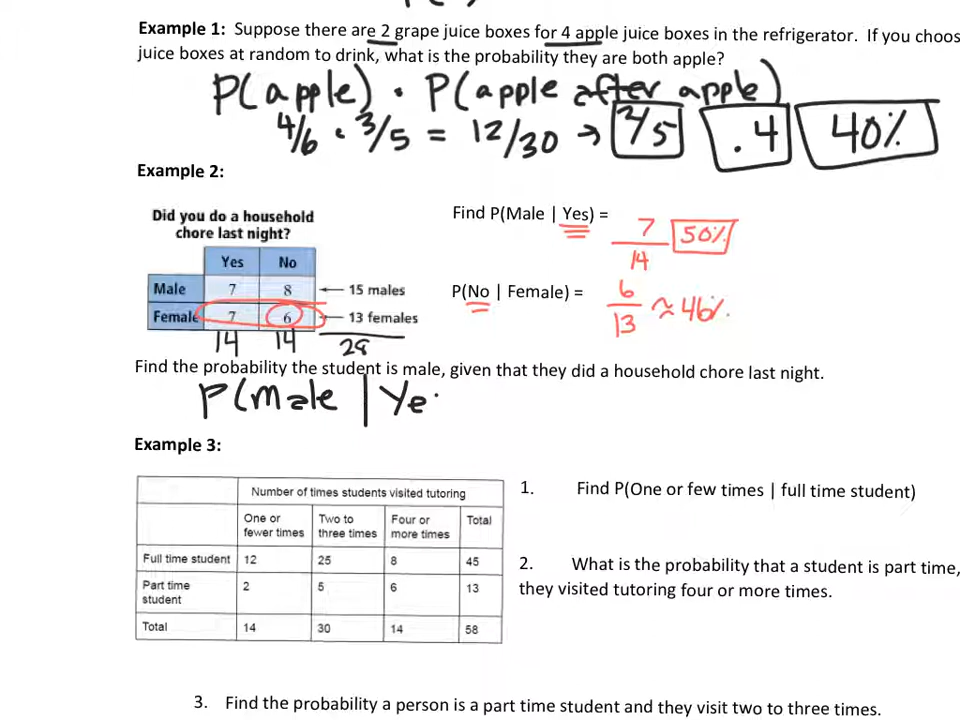 Example 1: Suppose there are 2 grape juice boxes for 4 apple juice boxes in the refrigerator. If you choos
juice boxes at random to drink, what is the probability they are both apple?
P(apple) · P(apple after apple)
4/6 · 3/5 = 12/30 → 2/5 .4 40%
Example 2:
Did you do a household
chore last night?
Yes No
Male 7 8 ← 15 males
Female 7 6 ← 13 females
14 14 28
Find P(Male | Yes) = 7/14 50%
P(No | Female) = 6/13 ≈ 46%
Find the probability the student is male, given that they did a household chore last night.
P(Male | Ye
Example 3:
Number of times students visited tutoring
One or fewer times Two to three times Four or more times Total
Full time student 12 25 8 45
Part time student 2 5 6 13
Total 14 30 14 58
1. Find P(One or few times | full time student)
2. What is the probability that a student is part time,
they visited tutoring four or more times.
3. Find the probability a person is a part time student and they visit two to three times.